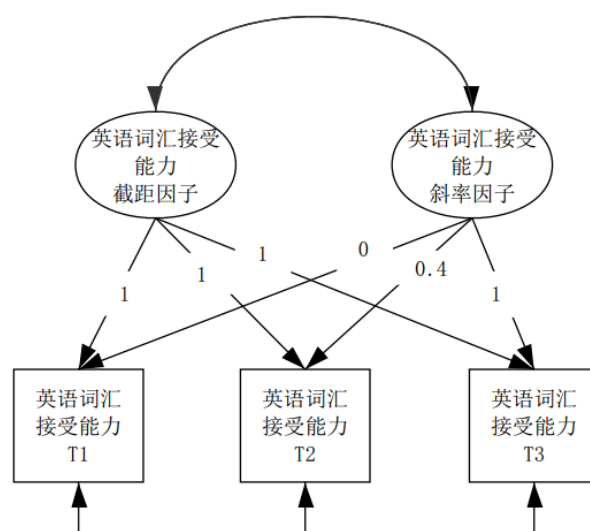 英语词汇接受
能力
截距因子
英语词汇接受
能力
斜率因子
1
1
1
0
0.4
1
英语词汇
接受能力
T1
英语词汇
接受能力
T2
英语词汇
接受能力
T3